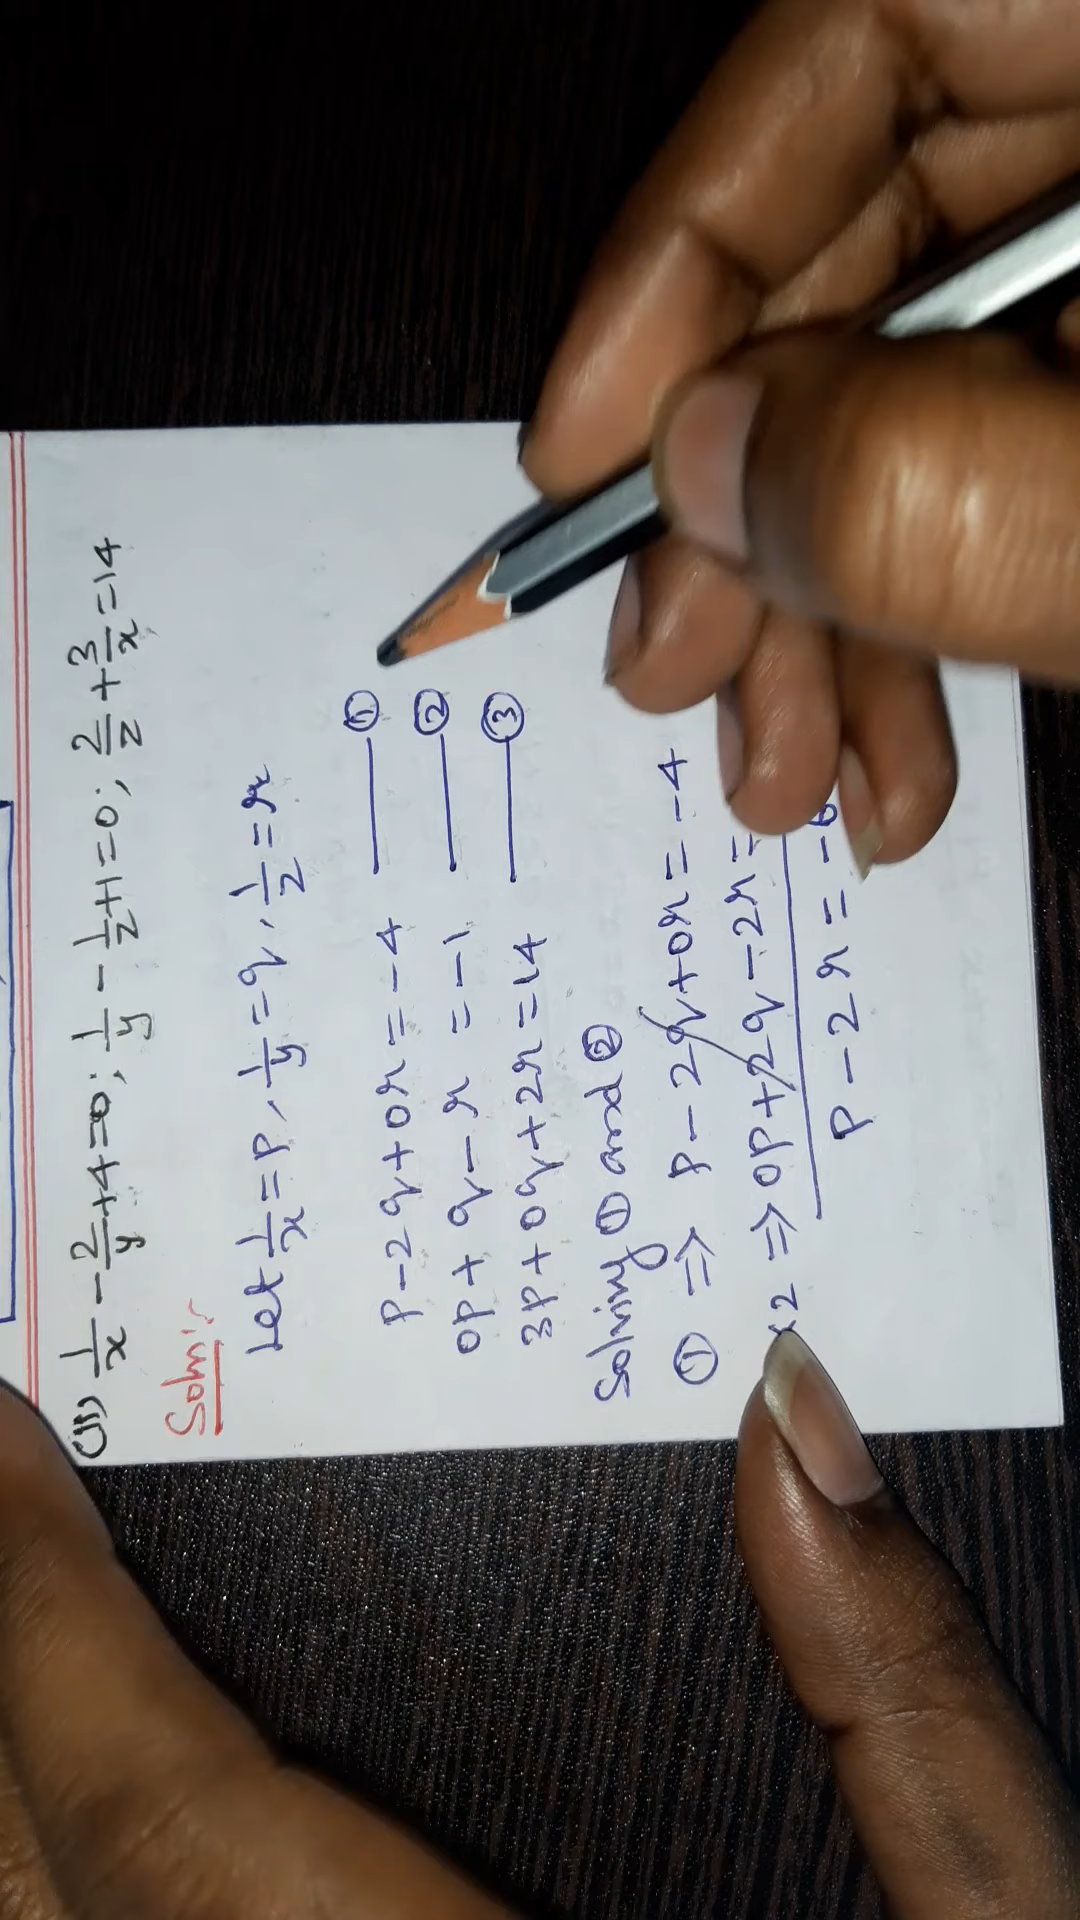 (ii) 1/x - 2/y + 4 = 0; 1/y - 1/z + 1 = 0; 2/z + 3/x = 14
Soln:-
Let 1/x = P, 1/y = q, 1/z = r
P - 2q + 0r = -4 — ①
0P + q - r = -1 — ②
3P + 0q + 2r = 14 — ③
Solving ① and ②
① ⇒ P - 2q + 0r = -4
×2 ⇒ 0P + 2q - 2r =
P - 2r = -6